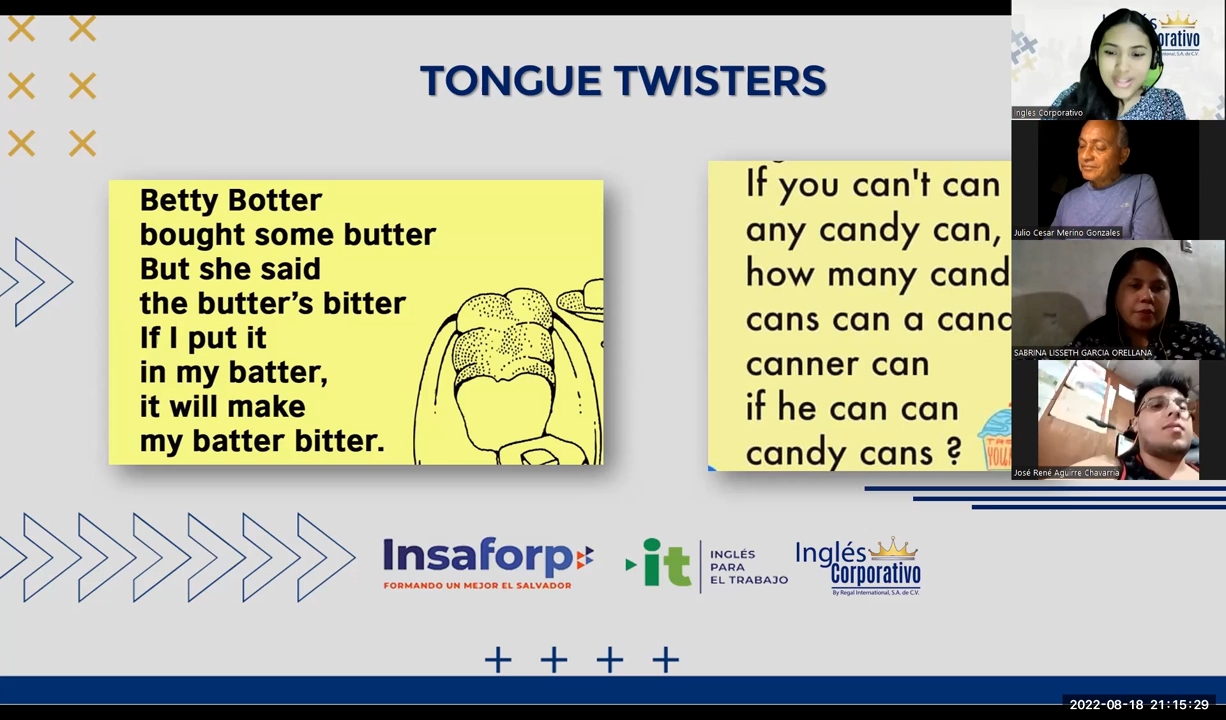 TONGUE TWISTERS
Betty Botter
bought some butter
But she said
the butter's bitter
If I put it
in my batter,
it will make
my batter bitter.
If you can't can
any candy can,
how many cand
cans can a canc
canner can
if he can can
candy cans ?
Insaforp
FORMANDO UN MEJOR EL SALVADOR
it
INGLÉS
PARA
EL TRABAJO
Inglés
Corporativo
By Regal International, S.A. de C.V.
Ingles Corporativo
Julio Cesar Merino Gonzales
SABRINA LISSETH GARCIA ORELLANA
José René Aguirre Chavarria
2022-08-18 21:15:29